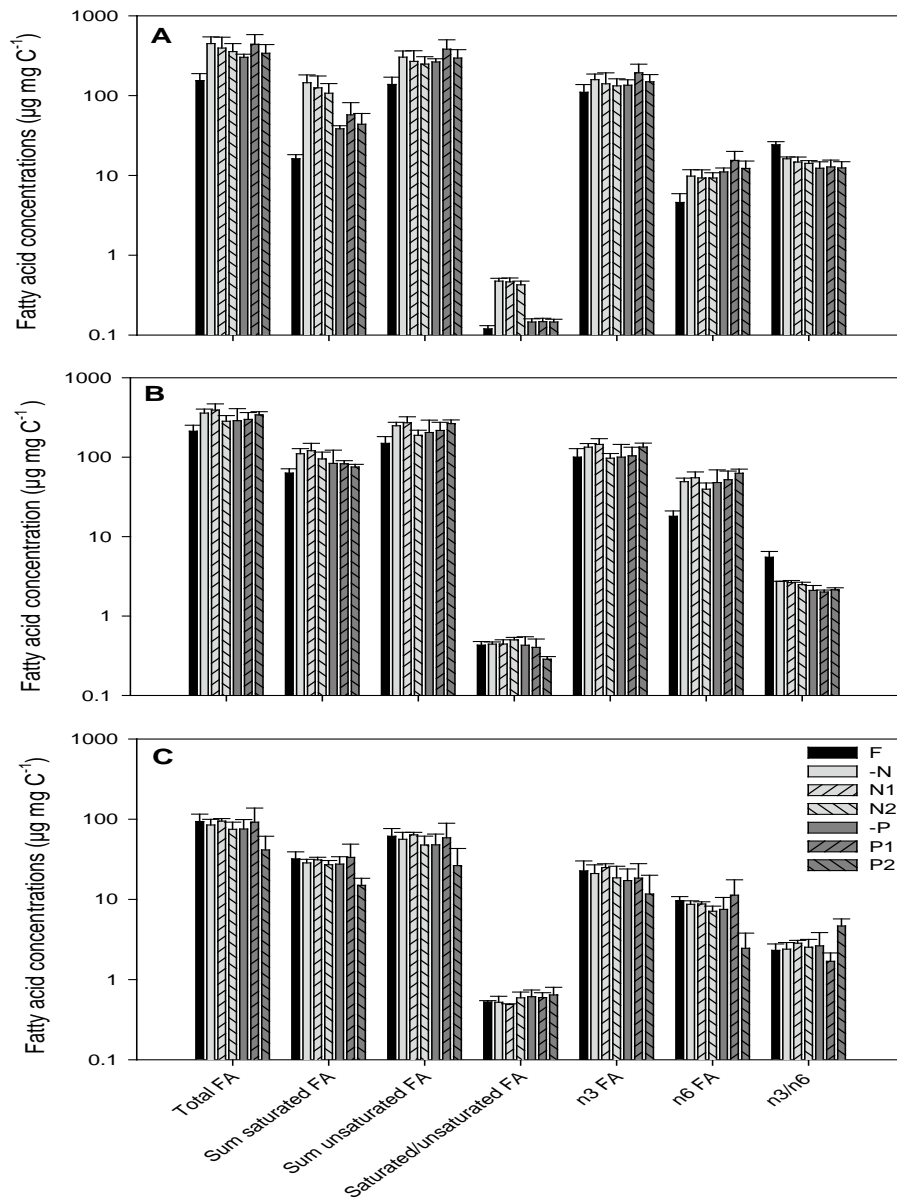 A
Fatty acid concentrations (µg mg C-1)
1000
100
10
1
0.1
B
Fatty acid concentration (µg mg C-1)
1000
100
10
1
0.1
C
Fatty acid concentrations (µg mg C-1)
1000
100
10
1
0.1
F
-N
N1
N2
-P
P1
P2
Total FA
Sum saturated FA
Sum unsaturated FA
Satuated/unsaturated FA
n3 FA
n6 FA
n3/n6